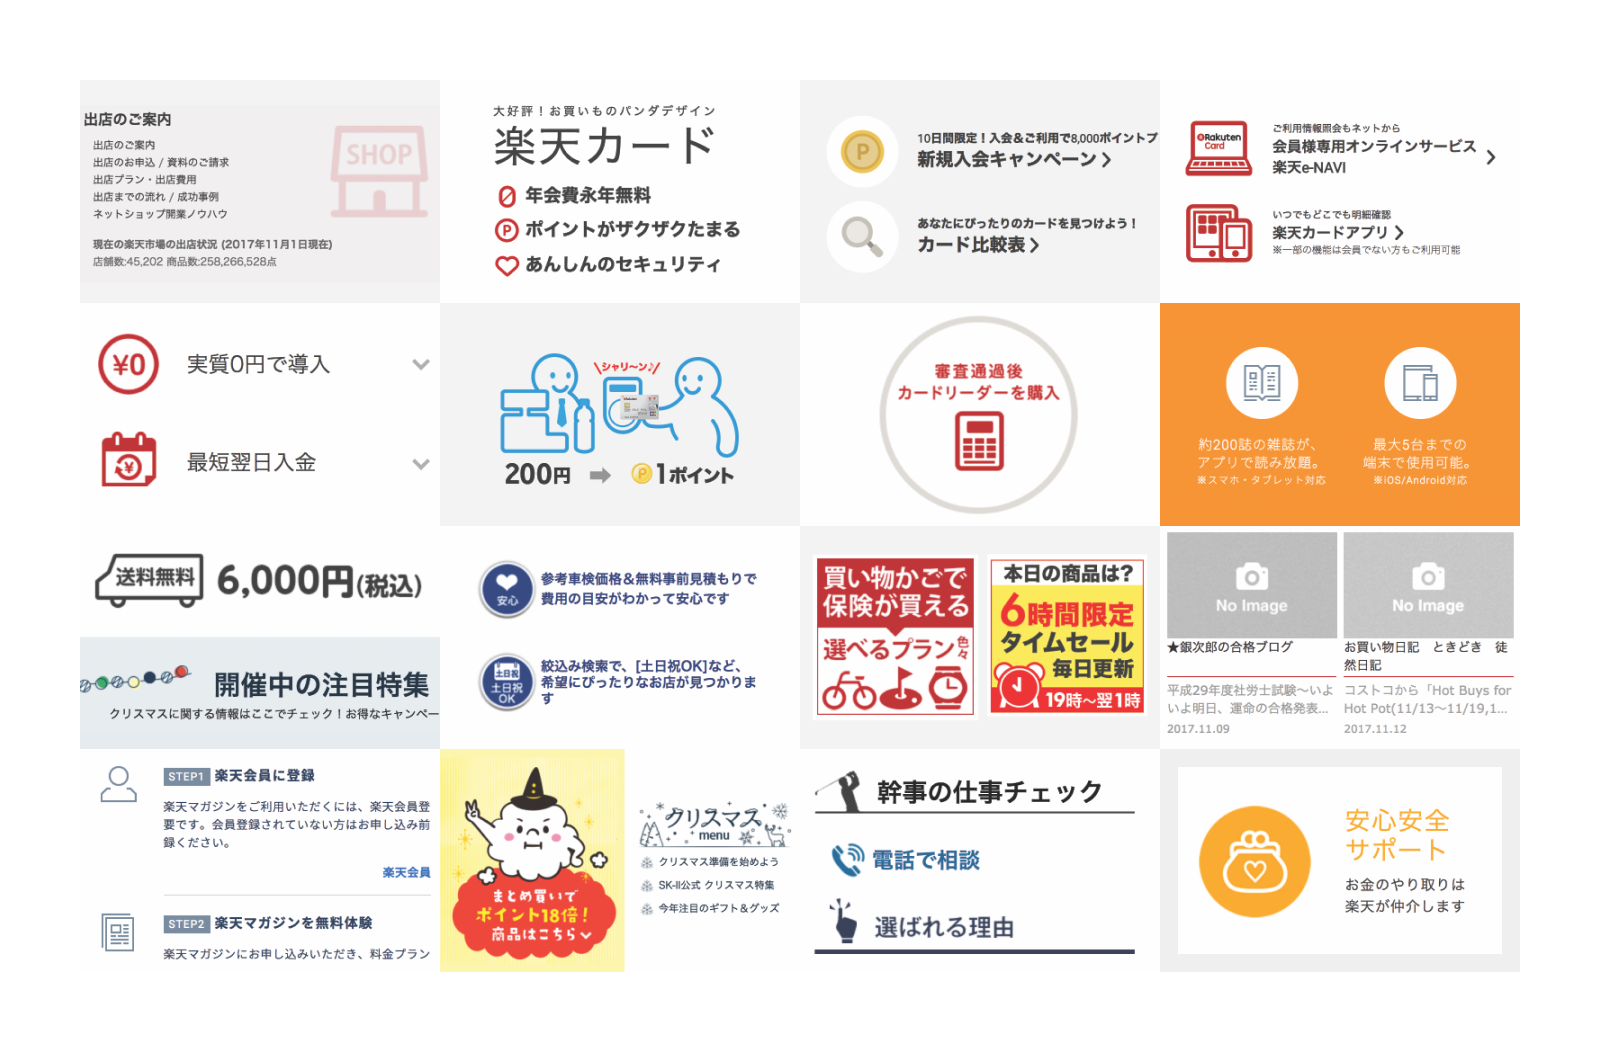 出店のご案内
出店のご案内
出店のお申込 / 資料のご請求
出店プラン・出店費用
出店までの流れ / 成功事例
ネットショップ開業ノウハウ
現在の楽天市場の出店状況 (2017年11月1日現在)
店舗数:45,202 商品数:258,266,528点
SHOP
大好評！お買いものパンダデザイン
楽天カード
0 年会費永年無料
P ポイントがザクザクたまる
あんしんのセキュリティ
P
10日間限定！入会＆ご利用で8,000ポイントプ
新規入会キャンペーン
あなたにぴったりのカードを見つけよう！
カード比較表
Rakuten
Card
ご利用情報照会もネットから
会員様専用オンラインサービス
楽天e-NAVI
いつでもどこでも明細確認
楽天カードアプリ
※一部の機能は会員でない方もご利用可能
¥0 実質0円で導入
¥ 最短翌日入金
シャリ〜ン♪
Rakuten
200円 → P 1ポイント
審査通過後
カードリーダーを購入
約200誌の雑誌が、
アプリで読み放題。
※スマホ・タブレット対応
最大5台までの
端末で使用可能。
※iOS/Android対応
送料無料 6,000円(税込)
開催中の注目特集
クリスマスに関する情報はここでチェック！お得なキャンペー
安心
参考車検価格＆無料事前見積もりで
費用の目安がわかって安心です
土日祝
土日祝
OK
絞込み検索で、[土日祝OK]など、
希望にぴったりなお店が見つかりま
す
買い物かごで
保険が買える
選べるプラン色々
本日の商品は?
6時間限定
タイムセール
毎日更新
19時〜翌1時
No Image
★銀次郎の合格ブログ
平成29年度社労士試験〜いよ
いよ明日、運命の合格発表...
2017.11.09
No Image
お買い物日記　ときどき　徒
然日記
コストコから「Hot Buys for
Hot Pot(11/13〜11/19,1...
2017.11.12
STEP1 楽天会員に登録
楽天マガジンをご利用いただくには、楽天会員登
要です。会員登録されていない方はお申し込み前
録ください。
楽天会員
STEP2 楽天マガジンを無料体験
楽天マガジンにお申し込みいただき、料金プラン
まとめ買いで
ポイント18倍！
商品はこちら
クリスマス
menu
クリスマス準備を始めよう
SK-II公式 クリスマス特集
今年注目のギフト＆グッズ
幹事の仕事チェック
電話で相談
選ばれる理由
安心安全
サポート
お金のやり取りは
楽天が仲介します